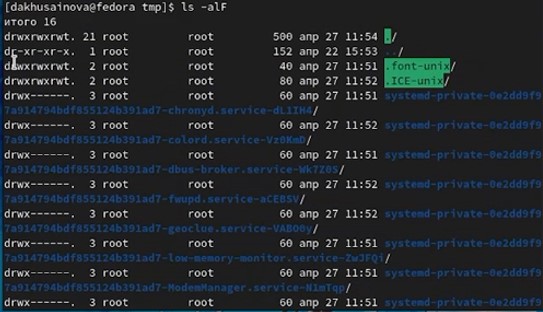 [dakhusainova@fedora tmp]$ ls -alF
итого 16
drwxrwxrwt. 21 root root 500 апр 27 11:54 ./
dr-xr-xr-x. 1 root root 152 апр 22 15:53 ../
drwxrwxrwt. 2 root root 40 апр 27 11:51 .font-unix/
drwxrwxrwt. 2 root root 80 апр 27 11:52 .ICE-unix/
drwx------. 3 root root 60 апр 27 11:51 systemd-private-0e2dd9f9
7a914794bdf855124b391ad7-chronyd.service-dL1IH4/
drwx------. 3 root root 60 апр 27 11:52 systemd-private-0e2dd9f9
7a914794bdf855124b391ad7-colord.service-Vz0KmD/
drwx------. 3 root root 60 апр 27 11:51 systemd-private-0e2dd9f9
7a914794bdf855124b391ad7-dbus-broker.service-Wk7Z0S/
drwx------. 3 root root 60 апр 27 11:52 systemd-private-0e2dd9f9
7a914794bdf855124b391ad7-fwupd.service-aCEBSV/
drwx------. 3 root root 60 апр 27 11:52 systemd-private-0e2dd9f9
7a914794bdf855124b391ad7-geoclue.service-VABO0y/
drwx------. 3 root root 60 апр 27 11:51 systemd-private-0e2dd9f9
7a914794bdf855124b391ad7-low-memory-monitor.service-ZwJFQi/
drwx------. 3 root root 60 апр 27 11:51 systemd-private-0e2dd9f9
7a914794bdf855124b391ad7-ModemManager.service-N1mTqp/
drwx------. 3 root root 60 апр 27 11:51 systemd-private-0e2dd9f9